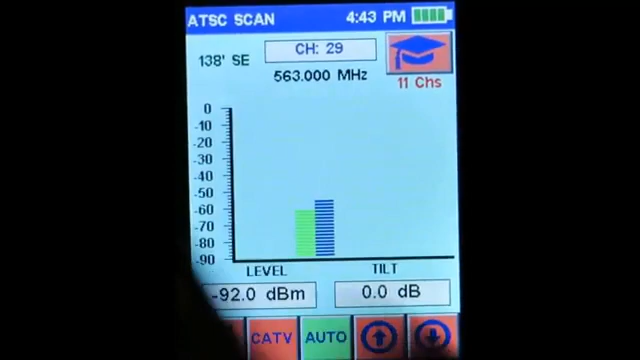 ATSC SCAN 4:43 PM
138' SE CH: 29
563.000 MHz
11 Chs
0
-10
-20
-30
-40
-50
-60
-70
-80
-90
LEVEL TILT
-92.0 dBm 0.0 dB
CATV AUTO